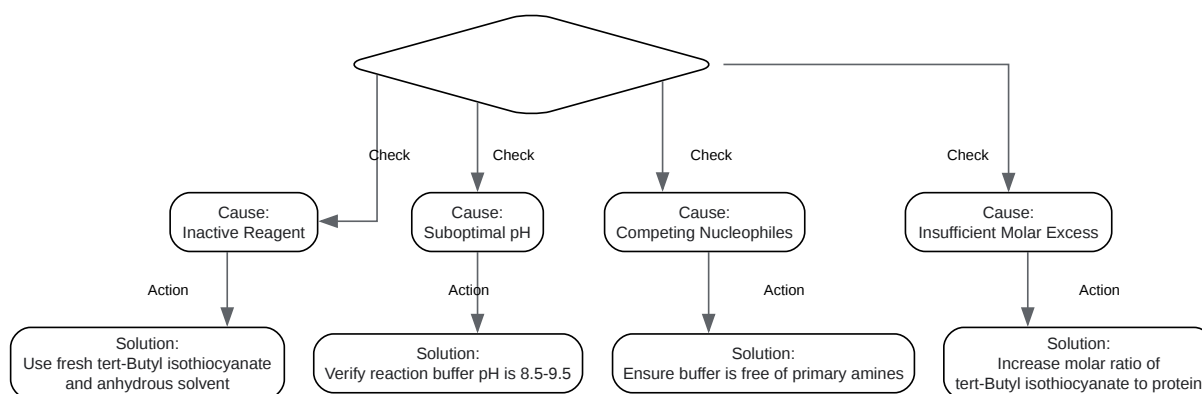 Check
Check
Check
Check
Cause:
Inactive Reagent
Cause:
Suboptimal pH
Cause:
Competing Nucleophiles
Cause:
Insufficient Molar Excess
Action
Action
Action
Action
Solution:
Use fresh tert-Butyl isothiocyanate
and anhydrous solvent
Solution:
Verify reaction buffer pH is 8.5-9.5
Solution:
Ensure buffer is free of primary amines
Solution:
Increase molar ratio of
tert-Butyl isothiocyanate to protein